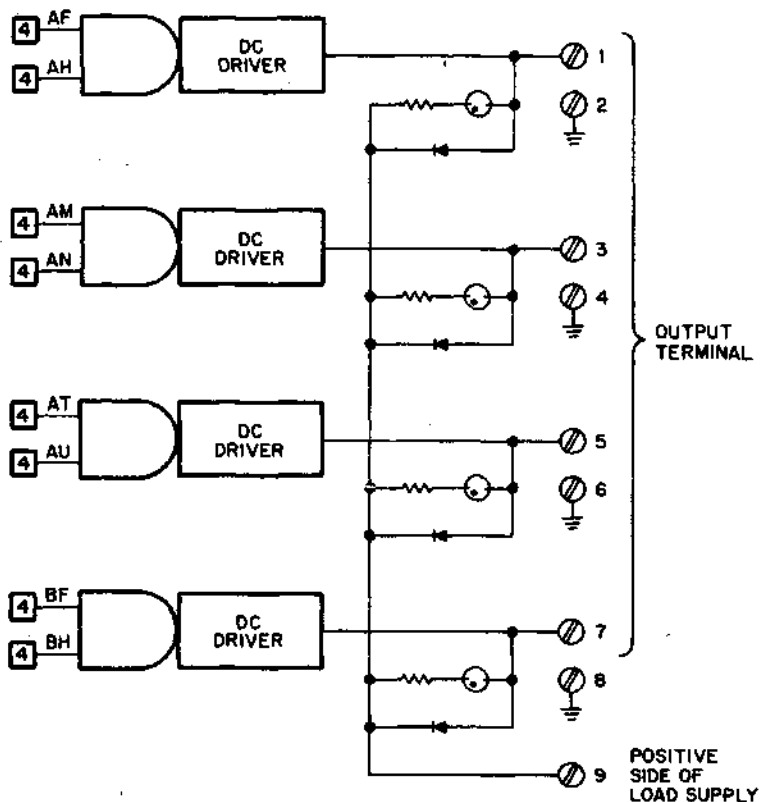 4 AF
4 AH
DC
DRIVER
1
2
4 AM
4 AN
DC
DRIVER
3
4
OUTPUT
TERMINAL
4 AT
4 AU
DC
DRIVER
5
6
4 BF
4 BH
DC
DRIVER
7
8
9
POSITIVE
SIDE OF
LOAD SUPPLY